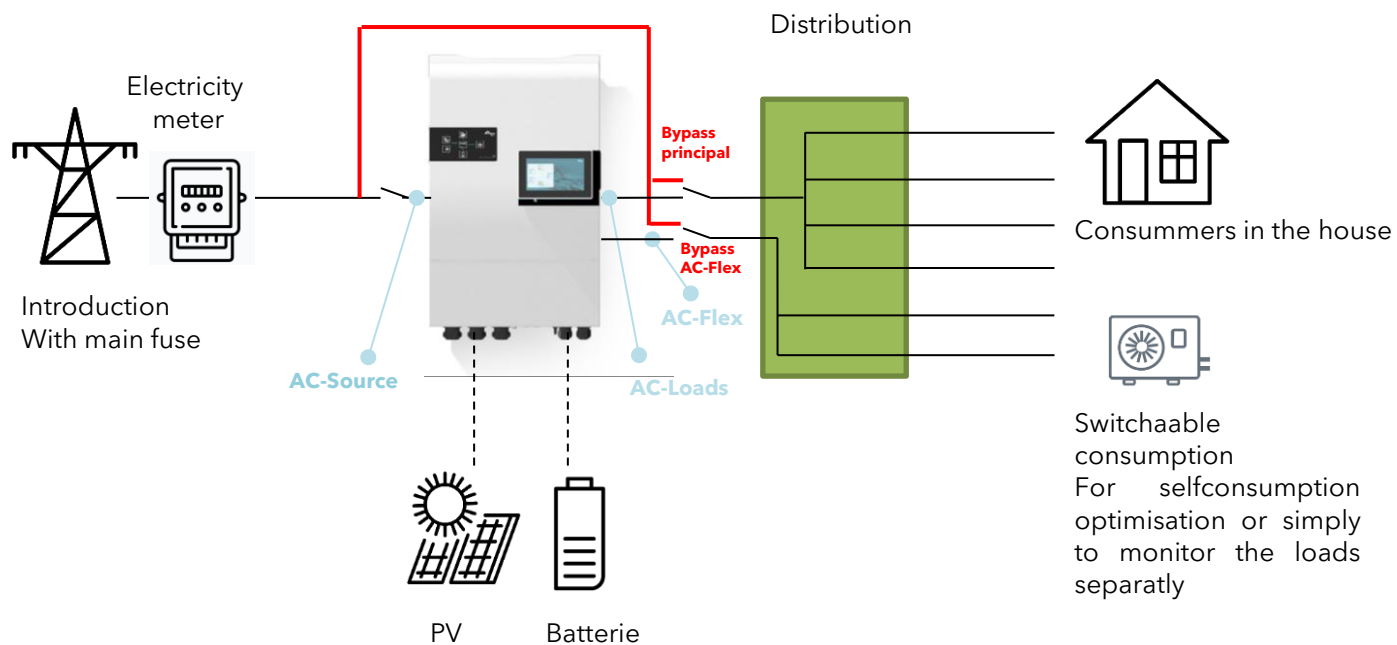 Distribution
Electricity
meter
Bypass
principal
Consummers in the house
Bypass
AC-Flex
Introduction
With main fuse
AC-Flex
AC-Source
AC-Loads
Switchaable
consumption
For selfconsumption
optimisation or simply
to monitor the loads
separatly
PV
Batterie